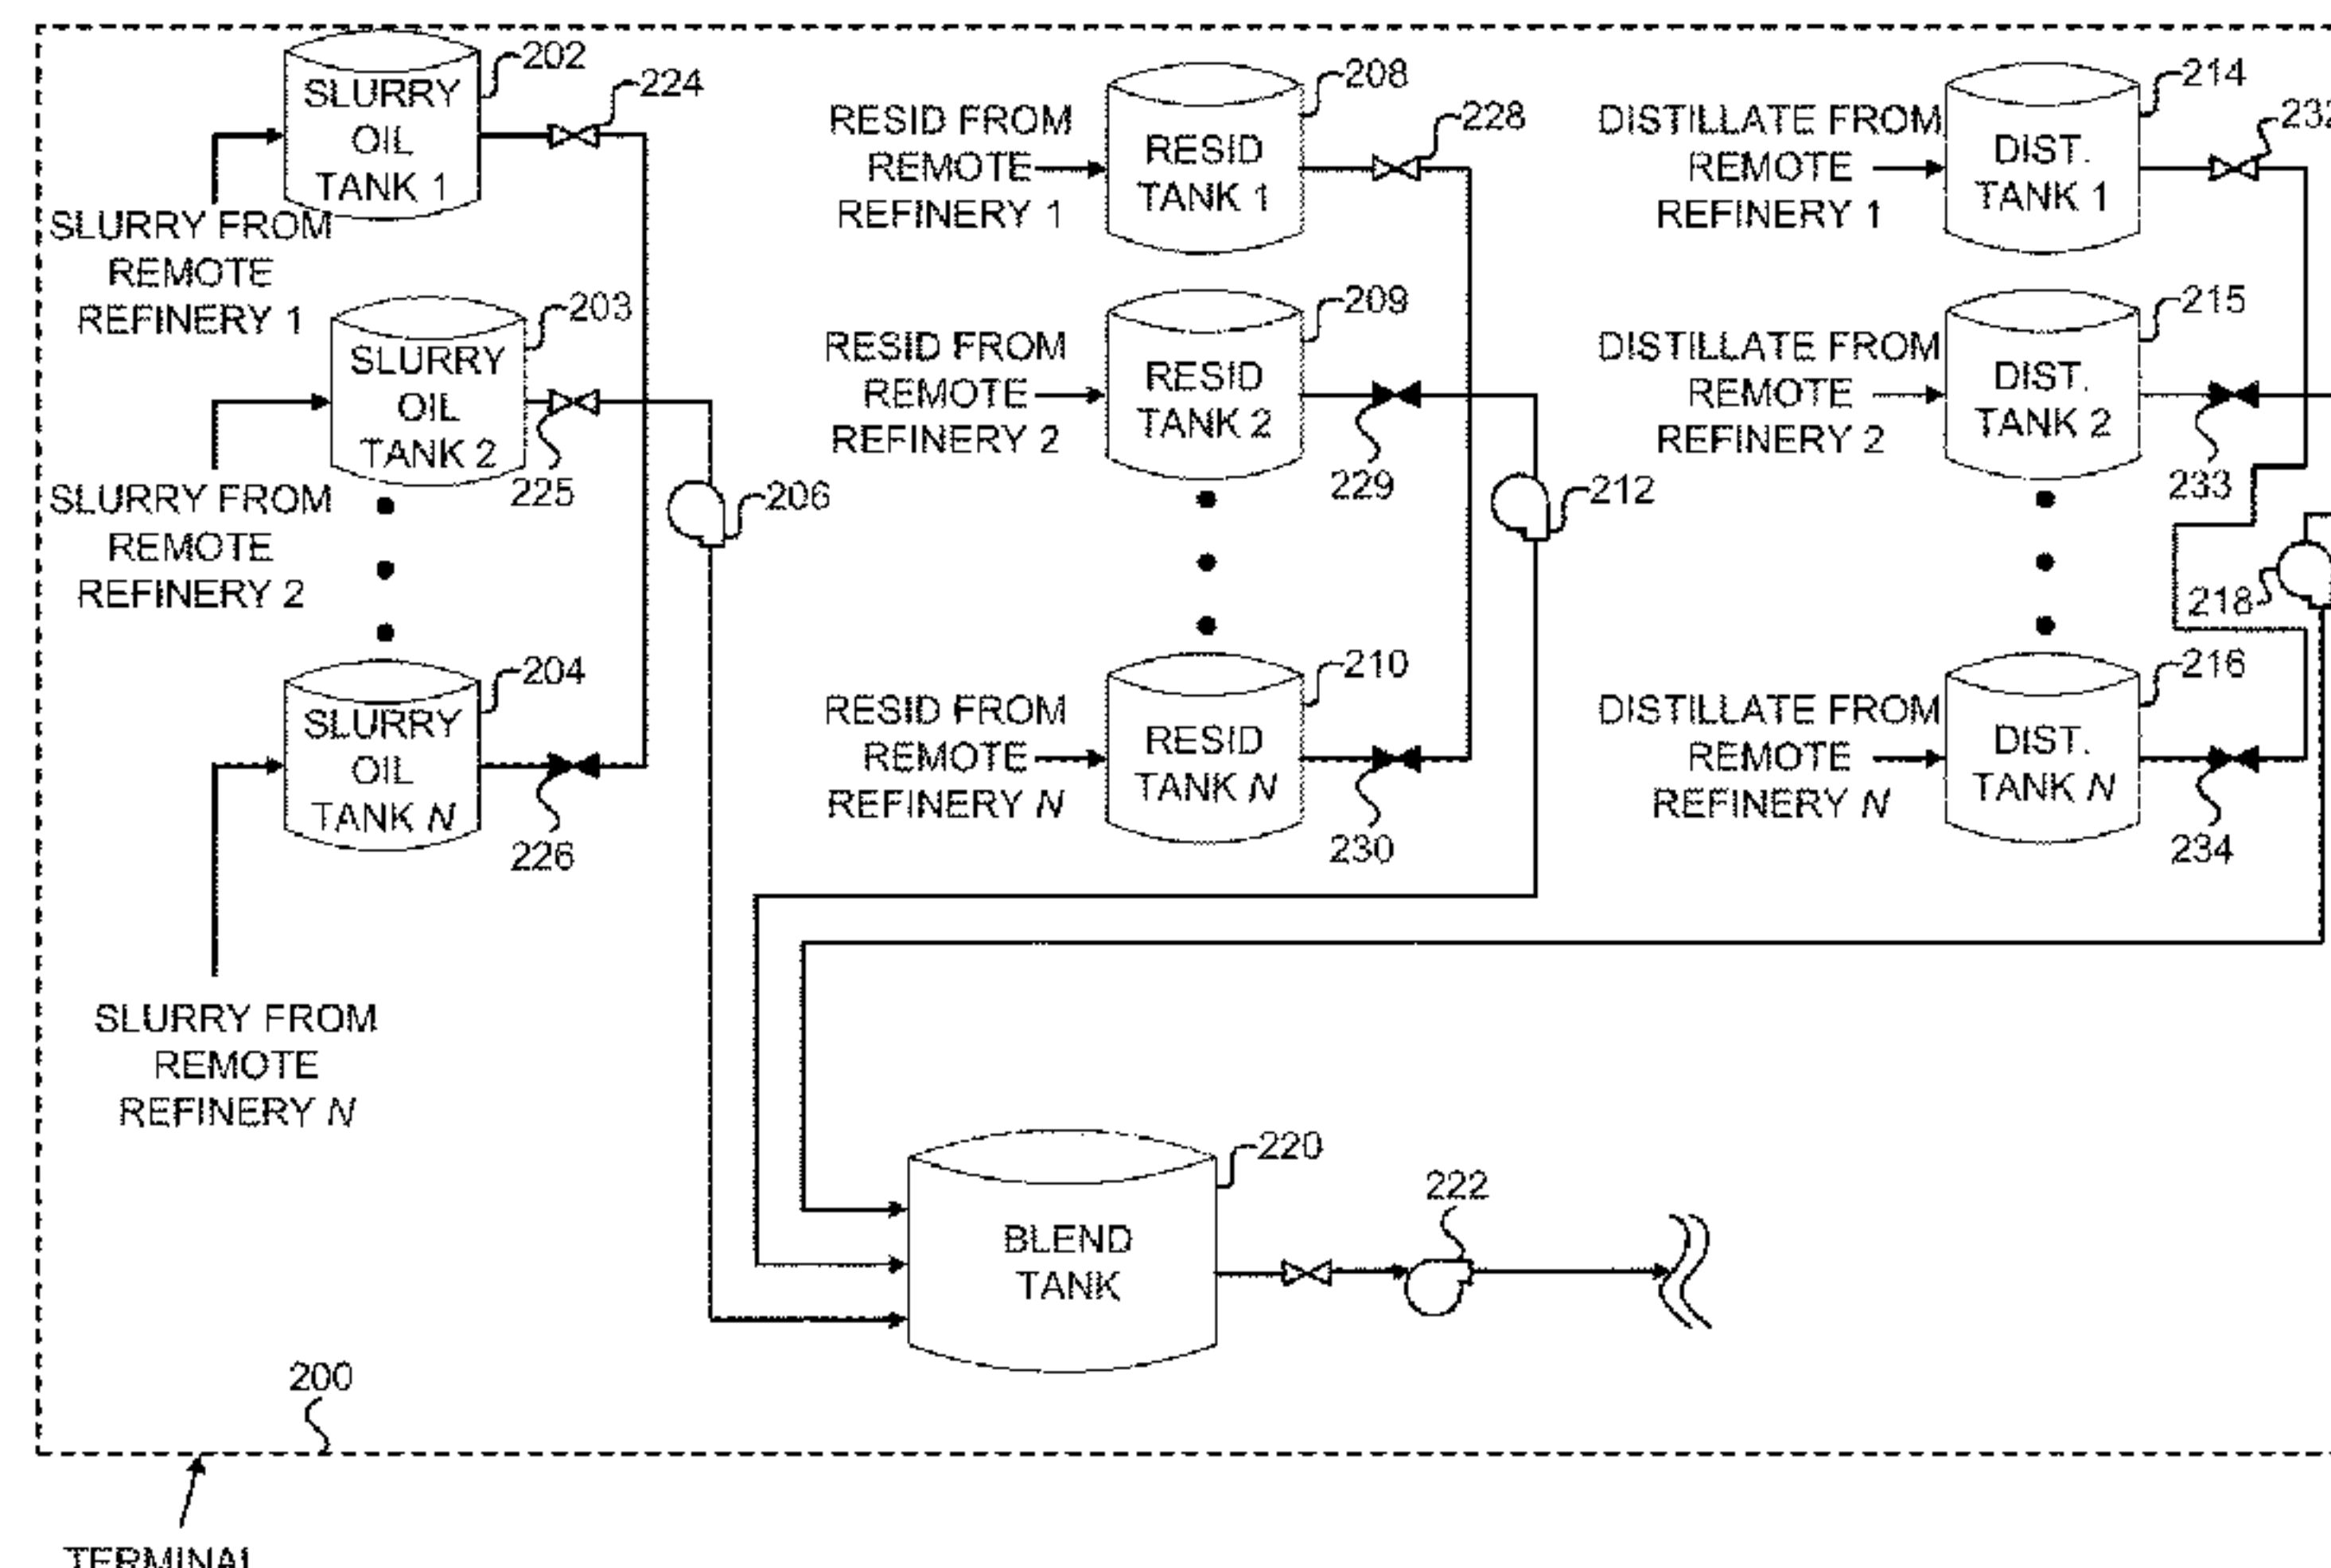 202
SLURRY
OIL
TANK 1
224
SLURRY FROM
REMOTE
REFINERY 1
203
SLURRY
OIL
TANK 2
225
206
SLURRY FROM
REMOTE
REFINERY 2
204
SLURRY
OIL
TANK N
226
SLURRY FROM
REMOTE
REFINERY N
208
RESID FROM
REMOTE
REFINERY 1
RESID
TANK 1
228
209
RESID FROM
REMOTE
REFINERY 2
RESID
TANK 2
229
212
210
RESID FROM
REMOTE
REFINERY N
RESID
TANK N
230
214
DISTILLATE FROM
REMOTE
REFINERY 1
DIST.
TANK 1
232
215
DISTILLATE FROM
REMOTE
REFINERY 2
DIST.
TANK 2
233
218
216
DISTILLATE FROM
REMOTE
REFINERY N
DIST.
TANK N
234
220
BLEND
TANK
222
200
TERMINAL